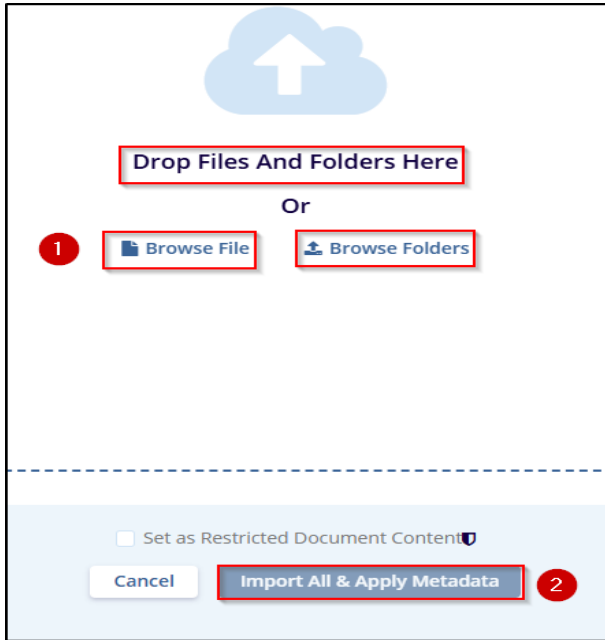 Drop Files And Folders Here
Or
1 Browse File Browse Folders
Set as Restricted Document Content
Cancel Import All & Apply Metadata 2